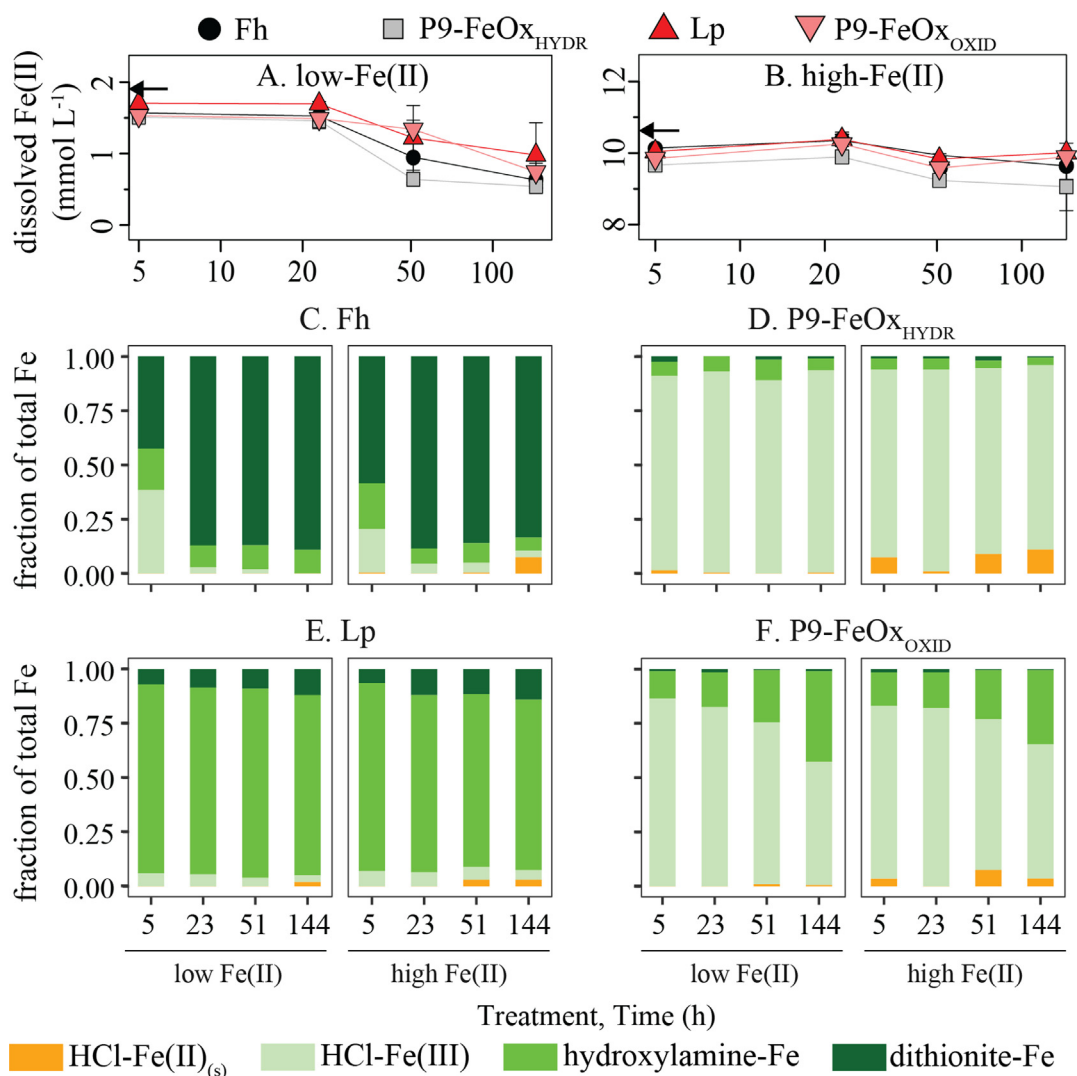 Fh P9-FeOx_HYDR Lp P9-FeOx_OXID
A. low-Fe(II) B. high-Fe(II)
dissolved Fe(II)
(mmol L⁻¹)
2
1
0
12
10
8
5 10 20 50 100
5 10 20 50 100
C. Fh D. P9-FeOx_HYDR
fraction of total Fe
1.00
0.75
0.50
0.25
0.00
E. Lp F. P9-FeOx_OXID
fraction of total Fe
1.00
0.75
0.50
0.25
0.00
5 23 51 144 5 23 51 144 5 23 51 144 5 23 51 144
low Fe(II) high Fe(II) low Fe(II) high Fe(II)
Treatment, Time (h)
HCl-Fe(II)(s) HCl-Fe(III) hydroxylamine-Fe dithionite-Fe